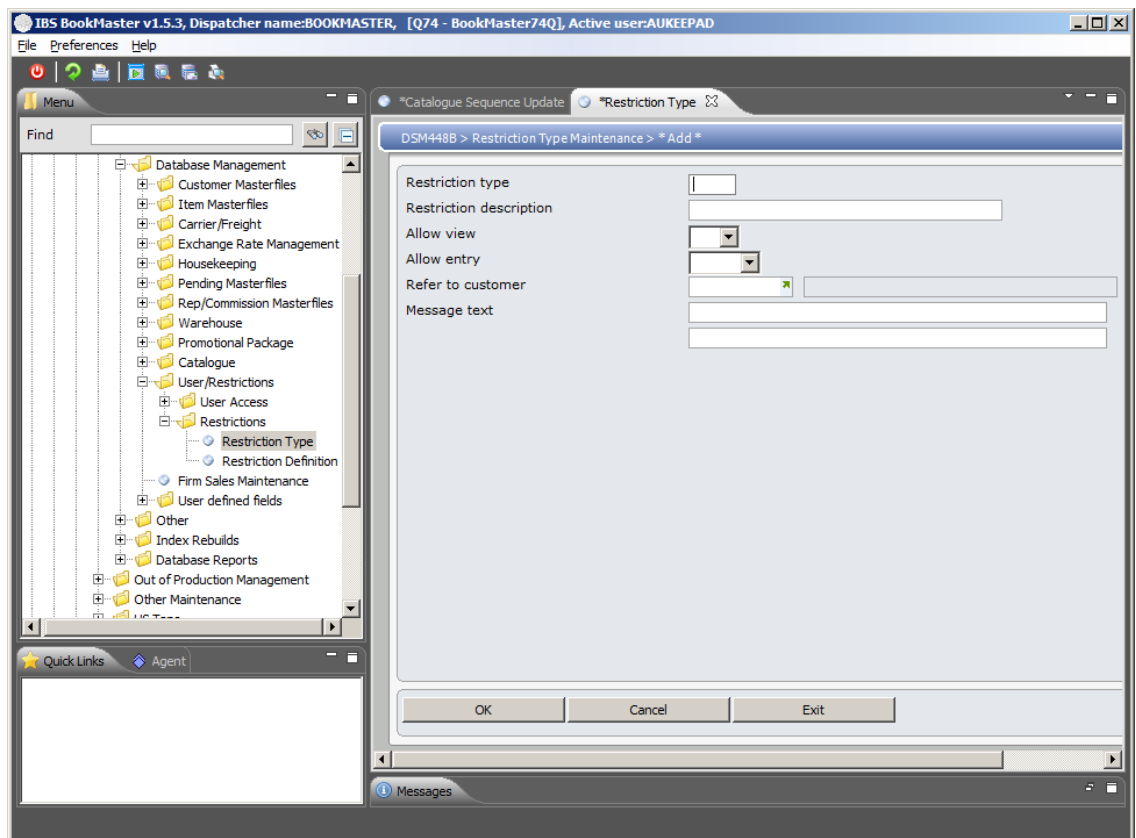 IBS BookMaster v1.5.3, Dispatcher name:BOOKMASTER, [Q74 - BookMaster74Q], Active user:AUKEEPAD
File Preferences Help
Menu
*Catalogue Sequence Update
*Restriction Type
Find
DSM448B > Restriction Type Maintenance > * Add *
Database Management
Customer Masterfiles
Item Masterfiles
Carrier/Freight
Exchange Rate Management
Housekeeping
Pending Masterfiles
Rep/Commission Masterfiles
Warehouse
Promotional Package
Catalogue
User/Restrictions
User Access
Restrictions
Restriction Type
Restriction Definition
Firm Sales Maintenance
User defined fields
Other
Index Rebuilds
Database Reports
Out of Production Management
Other Maintenance
Restriction type
Restriction description
Allow view
Allow entry
Refer to customer
Message text
OK Cancel Exit
Quick Links Agent
Messages